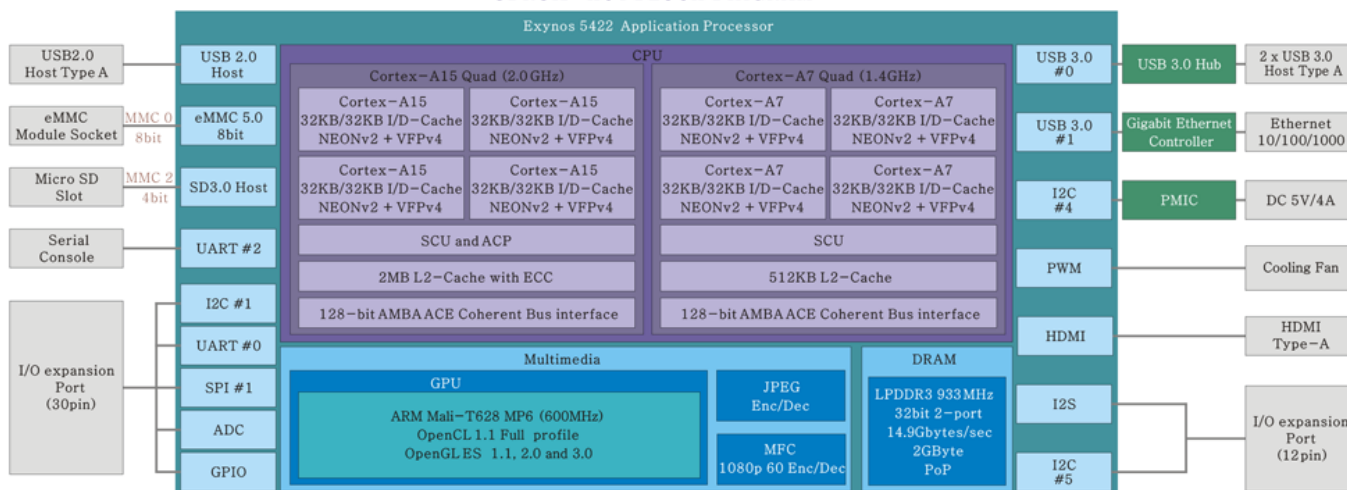 Exynos 5422 Application Processor
USB2.0
Host Type A
eMMC
Module Socket
MMC 0
8bit
Micro SD
Slot
MMC 2
4bit
Serial
Console
I/O expansion
Port
(30pin)
USB 2.0
Host
eMMC 5.0
8bit
SD3.0 Host
UART #2
I2C #1
UART #0
SPI #1
ADC
GPIO
CPU
Cortex-A15 Quad (2.0GHz)
Cortex-A15
32KB/32KB I/D-Cache
NEONv2 + VFPv4
Cortex-A15
32KB/32KB I/D-Cache
NEONv2 + VFPv4
Cortex-A15
32KB/32KB I/D-Cache
NEONv2 + VFPv4
Cortex-A15
32KB/32KB I/D-Cache
NEONv2 + VFPv4
SCU and ACP
2MB L2-Cache with ECC
128-bit AMBA ACE Coherent Bus interface
Cortex-A7 Quad (1.4GHz)
Cortex-A7
32KB/32KB I/D-Cache
NEONv2 + VFPv4
Cortex-A7
32KB/32KB I/D-Cache
NEONv2 + VFPv4
Cortex-A7
32KB/32KB I/D-Cache
NEONv2 + VFPv4
Cortex-A7
32KB/32KB I/D-Cache
NEONv2 + VFPv4
SCU
512KB L2-Cache
128-bit AMBA ACE Coherent Bus interface
Multimedia
GPU
ARM Mali-T628 MP6 (600MHz)
OpenCL 1.1 Full profile
OpenGL ES 1.1, 2.0 and 3.0
JPEG
Enc/Dec
MFC
1080p 60 Enc/Dec
DRAM
LPDDR3 933MHz
32bit 2-port
14.9Gbytes/sec
2GByte
PoP
USB 3.0
#0
USB 3.0
#1
I2C
#4
PWM
HDMI
I2S
I2C
#5
USB 3.0 Hub
Gigabit Ethernet
Controller
PMIC
2 x USB 3.0
Host Type A
Ethernet
10/100/1000
DC 5V/4A
Cooling Fan
HDMI
Type-A
I/O expansion
Port
(12pin)